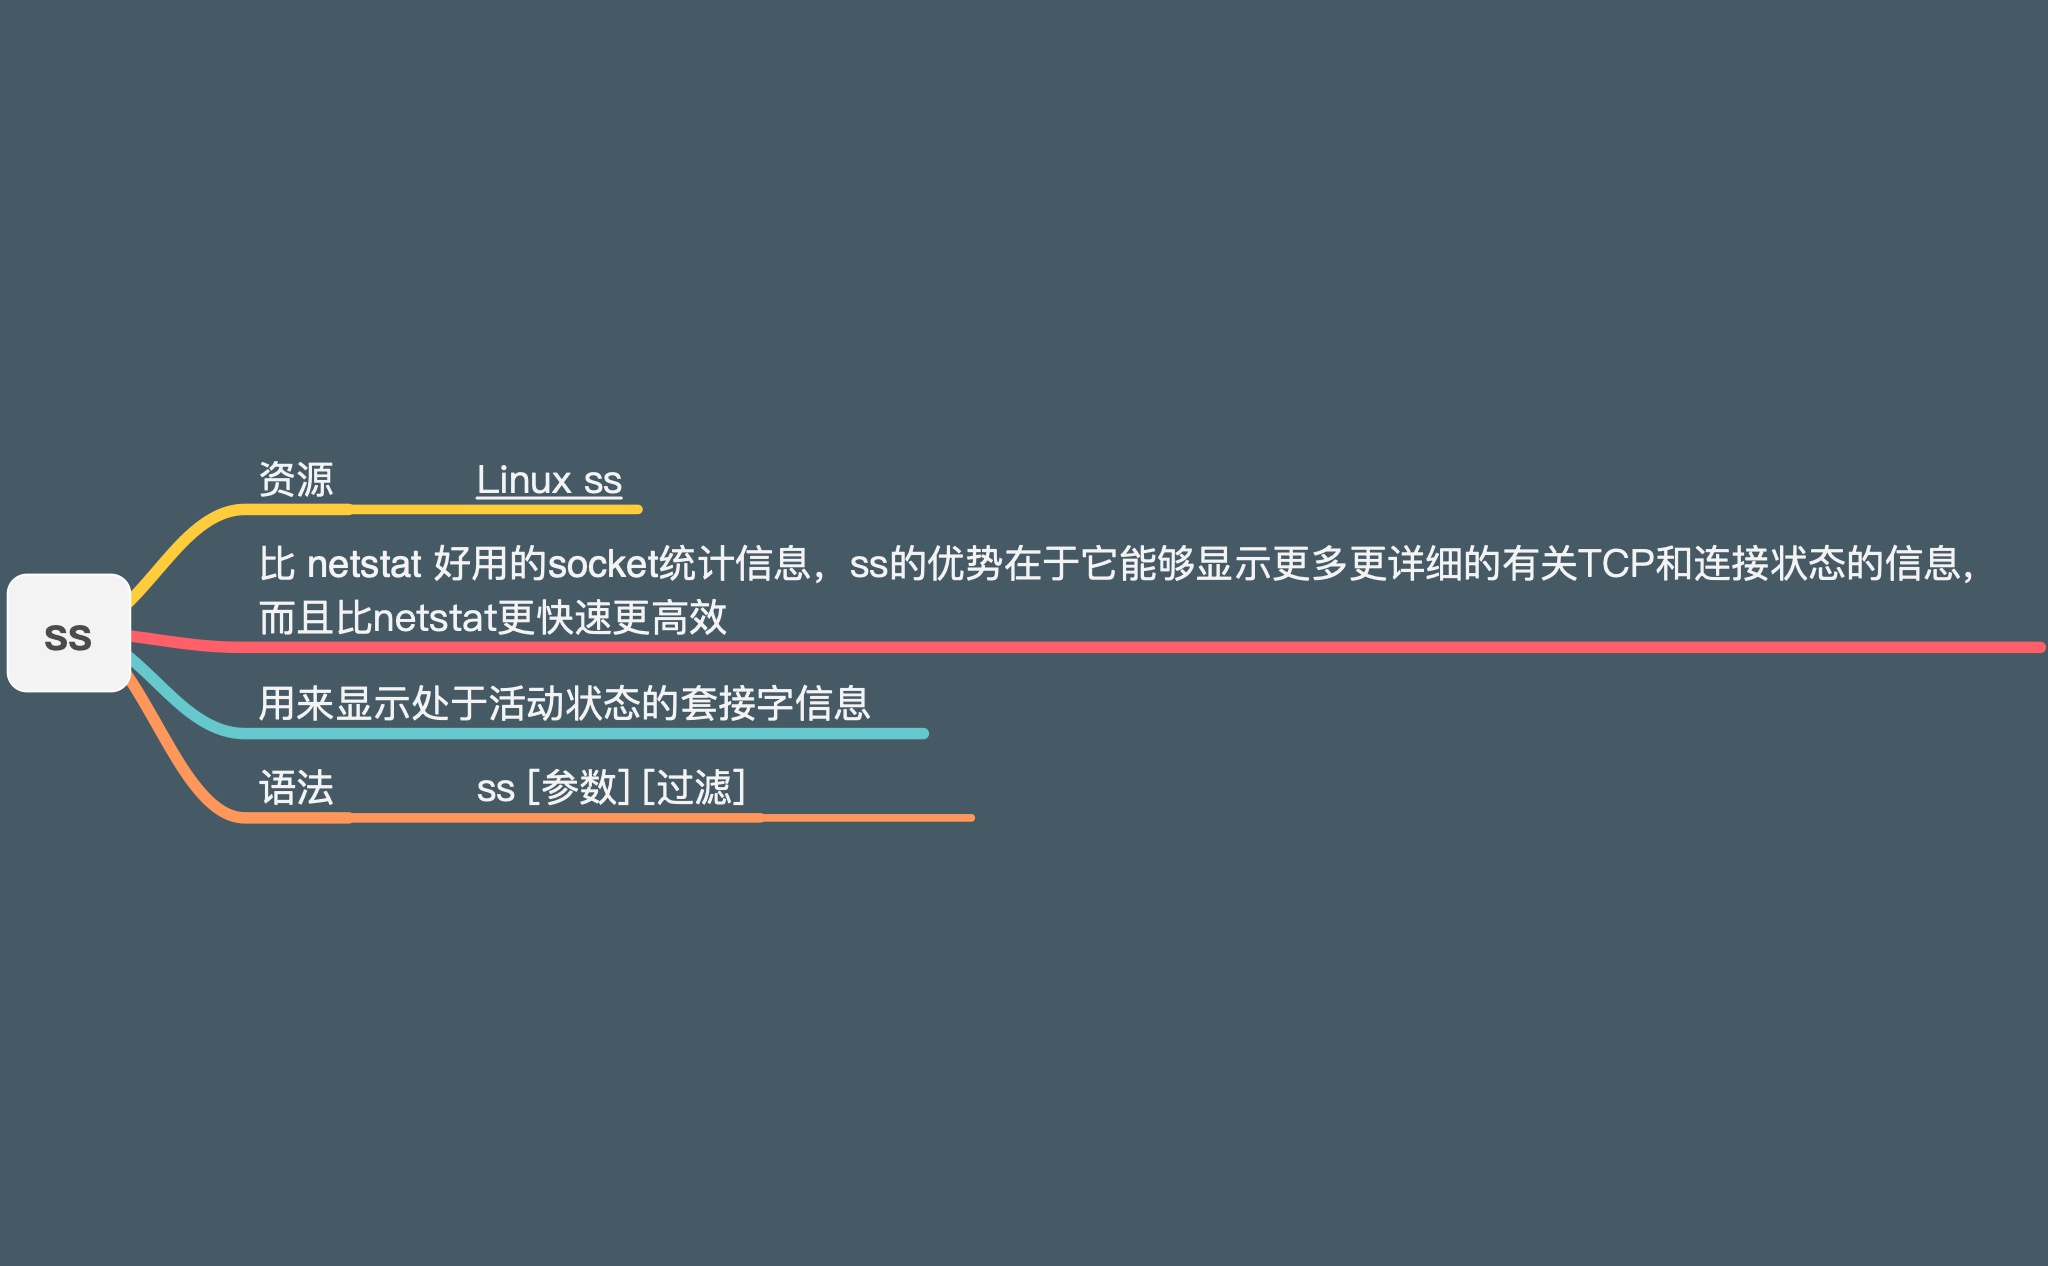 资源
Linux ss
比 netstat 好用的socket统计信息，ss的优势在于它能够显示更多更详细的有关TCP和连接状态的信息，
而且比netstat更快速更高效
ss
用来显示处于活动状态的套接字信息
语法
ss [参数] [过滤]